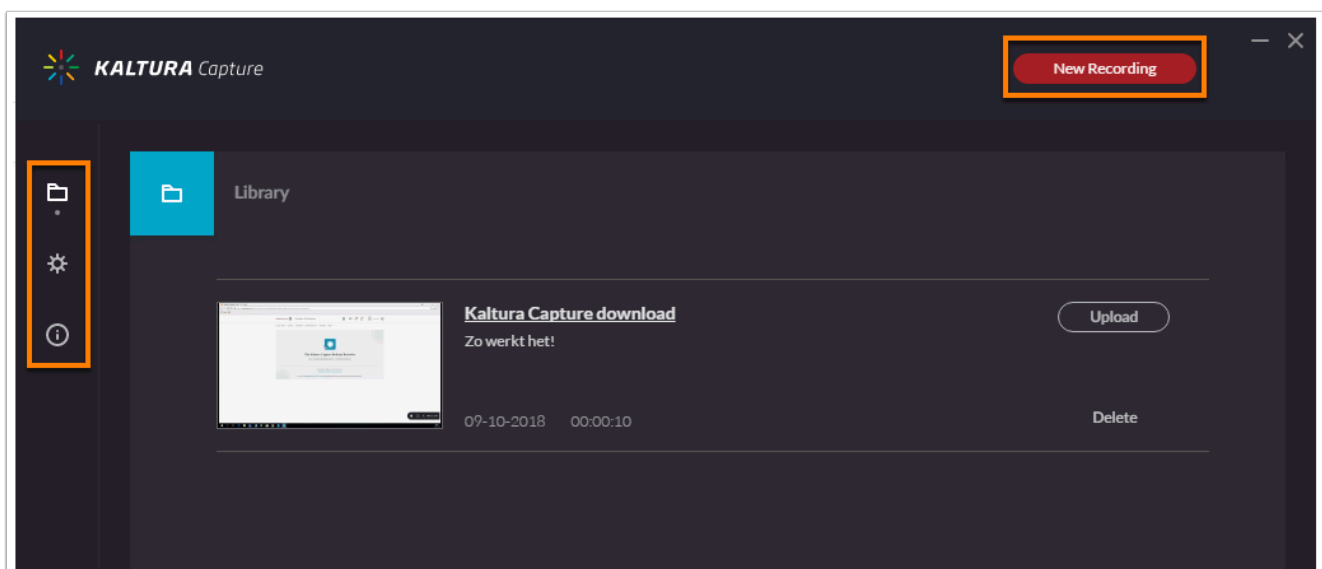 KALTURA Capture
New Recording
Library
Kaltura Capture download
Upload
Zo werkt het!
09-10-2018 00:00:10
Delete